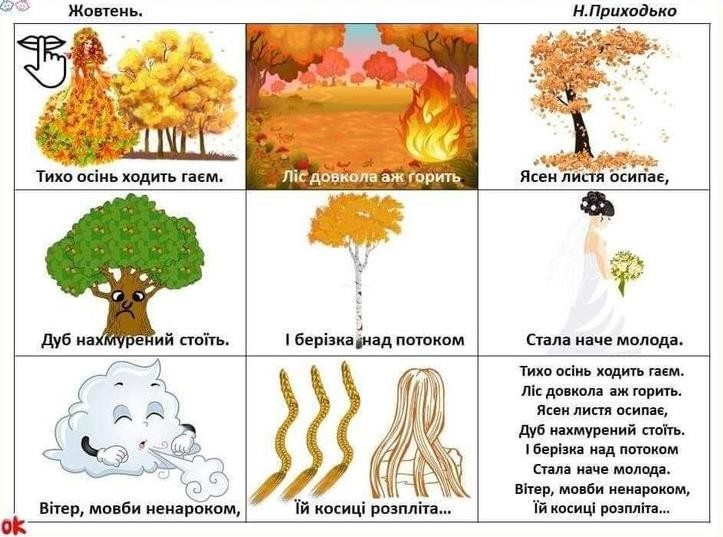 Жовтень.
Н.Приходько
Тихо осінь ходить гаєм.
Ліс довкола аж горить
Ясен листя осипає,
Дуб нахмурений стоїть.
І берізка над потоком
Стала наче молода.
Вітер, мовби ненароком,
Їй косиці розпліта...
Тихо осінь ходить гаєм.
Ліс довкола аж горить.
Ясен листя осипає,
Дуб нахмурений стоїть.
І берізка над потоком
Стала наче молода.
Вітер, мовби ненароком,
Їй косиці розпліта...
ОК